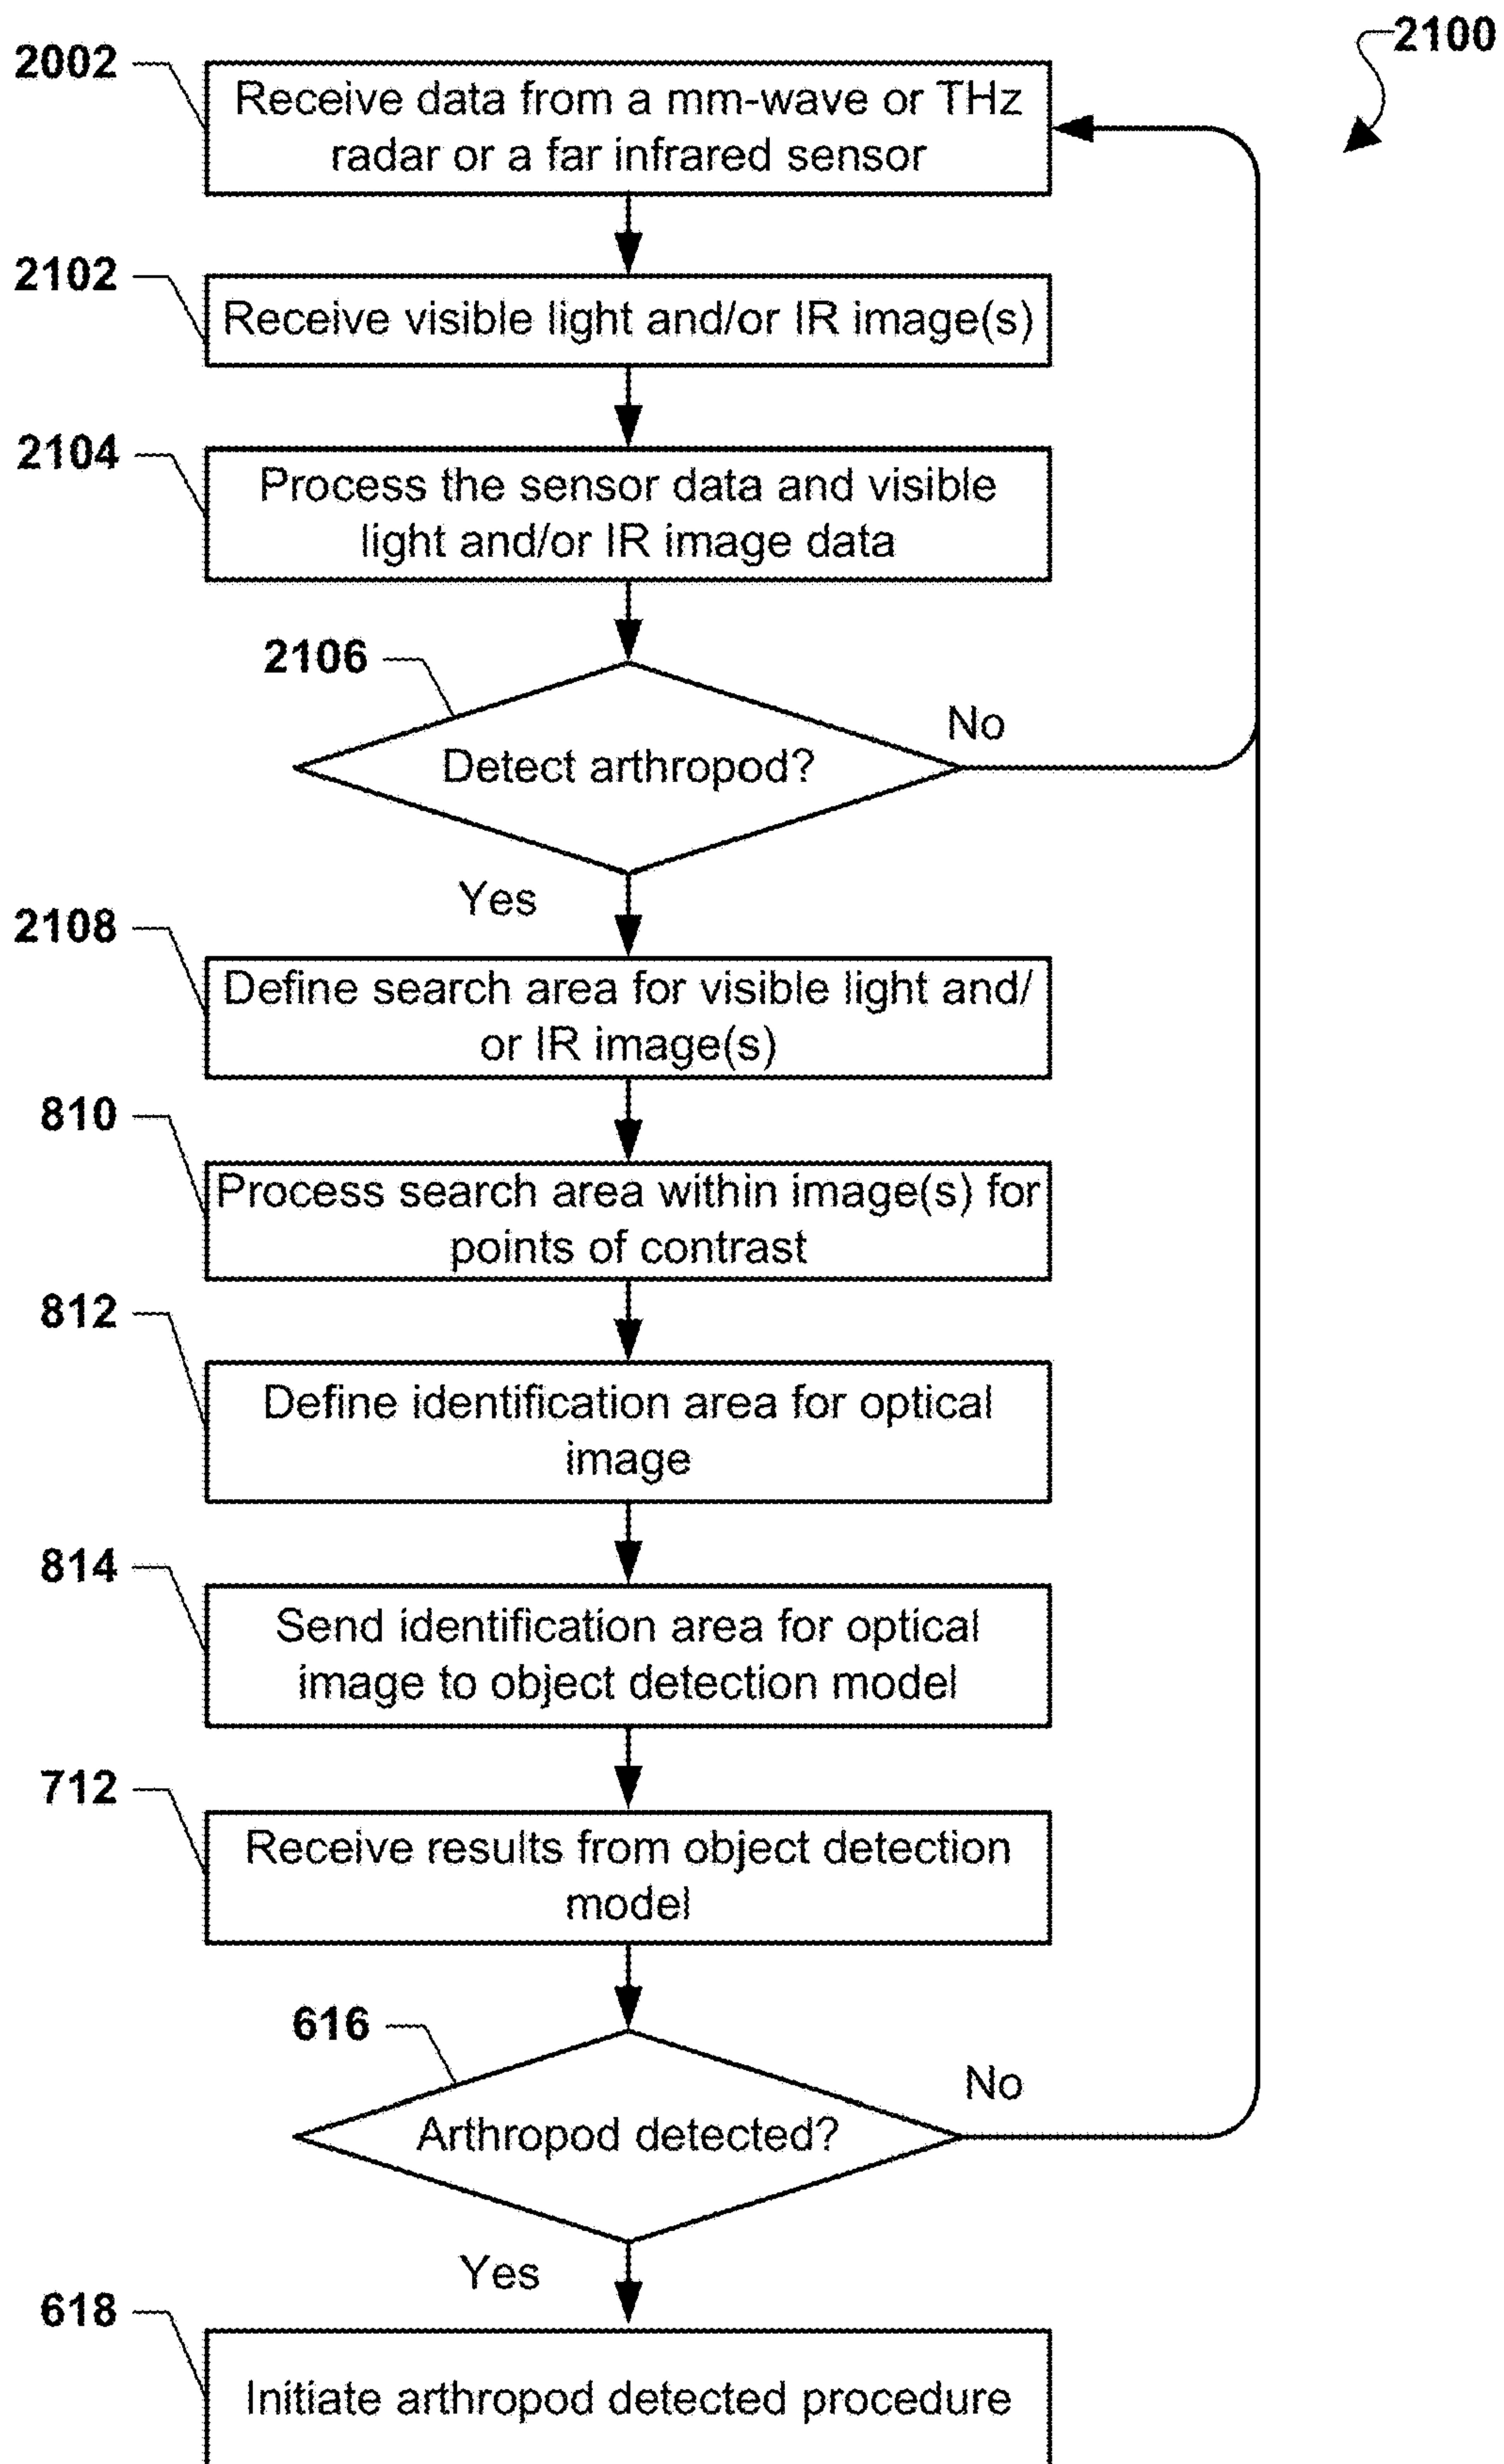 2100
2002
Receive data from a mm-wave or THz
radar or a far infrared sensor
2102
Receive visible light and/or IR image(s)
2104
Process the sensor data and visible
light and/or IR image data
2106
Detect arthropod?
No
Yes
2108
Define search area for visible light and/
or IR image(s)
810
Process search area within image(s) for
points of contrast
812
Define identification area for optical
image
814
Send identification area for optical
image to object detection model
712
Receive results from object detection
model
616
Arthropod detected?
No
Yes
618
Initiate arthropod detected procedure